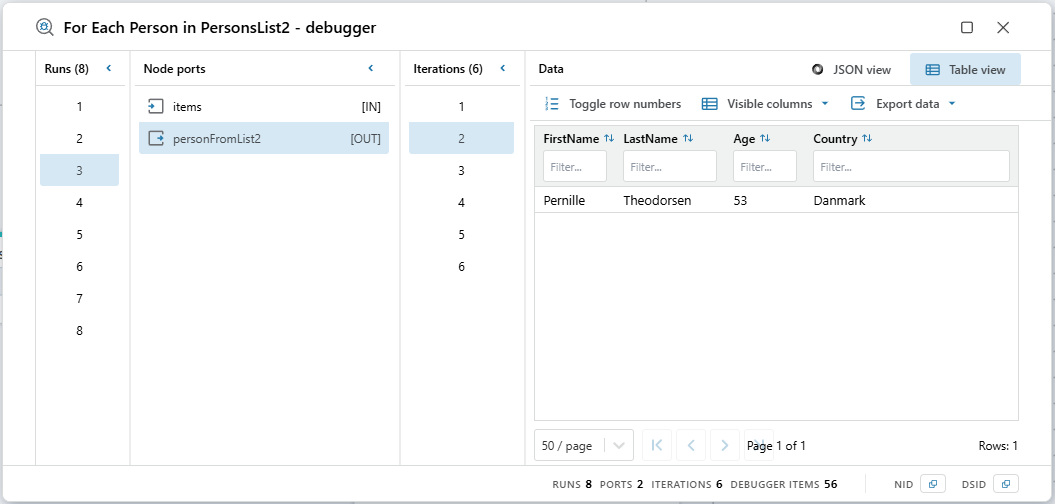 For Each Person in PersonsList2 - debugger
Runs (8)
1
2
3
4
5
6
7
8
Node ports
items [IN]
personFromList2 [OUT]
Iterations (6)
1
2
3
4
5
6
Data
JSON view
Table view
Toggle row numbers
Visible columns
Export data
FirstName LastName Age Country
Filter... Filter... Filter... Filter...
Pernille Theodorsen 53 Danmark
50 / page
Page 1 of 1
Rows: 1
RUNS 8 PORTS 2 ITERATIONS 6 DEBUGGER ITEMS 56
NID
DSID